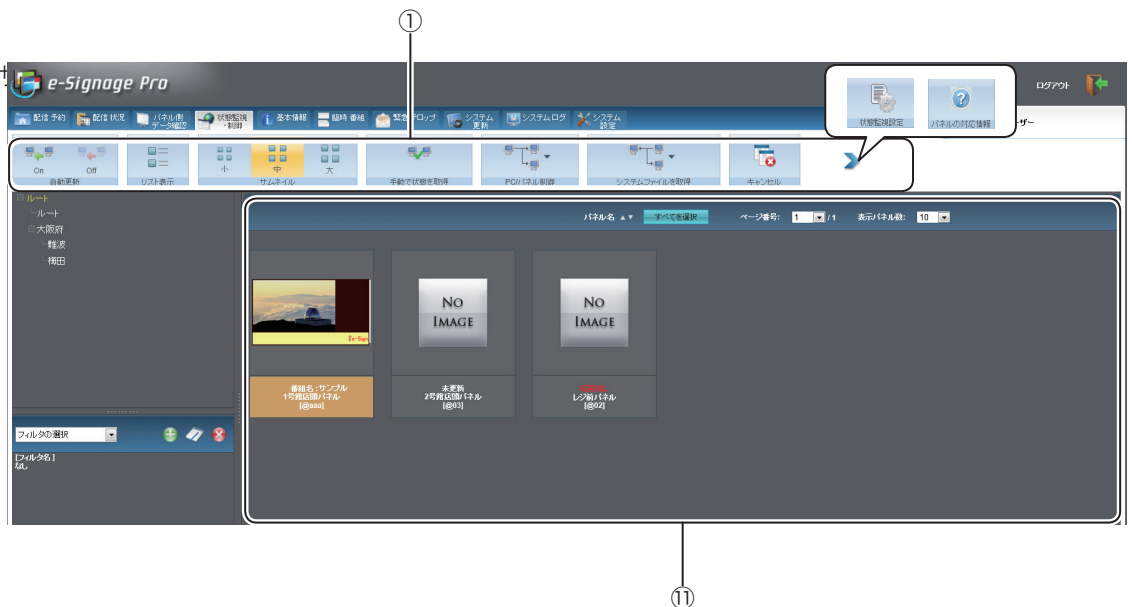 ①
e-Signage Pro
ログアウト
状態監視設定
パネルの対応情報
配信予約
配信状況
パネル側
データ確認
状態監視
・制御
基本情報
臨時 番組
緊急テロップ
システム
更新
システムログ
システム
設定
ーザー
On
Off
自動更新
リスト表示
小
中
大
サムネイル
手動で状態を取得
PC/パネル制御
システムファイルを取得
キャンセル
ルート
ルート
大阪府
難波
梅田
パネル名 ▲▼
すべてを選択
ページ番号: 1 / 1
表示パネル数: 10
NO
IMAGE
NO
IMAGE
e-Sign
番組名:サンプル
1号館店頭パネル
[@aaa]
未更新
2号館店頭パネル
[@03]
レジ前パネル
[@02]
フィルタの選択
[フィルタ名]
なし
⑪